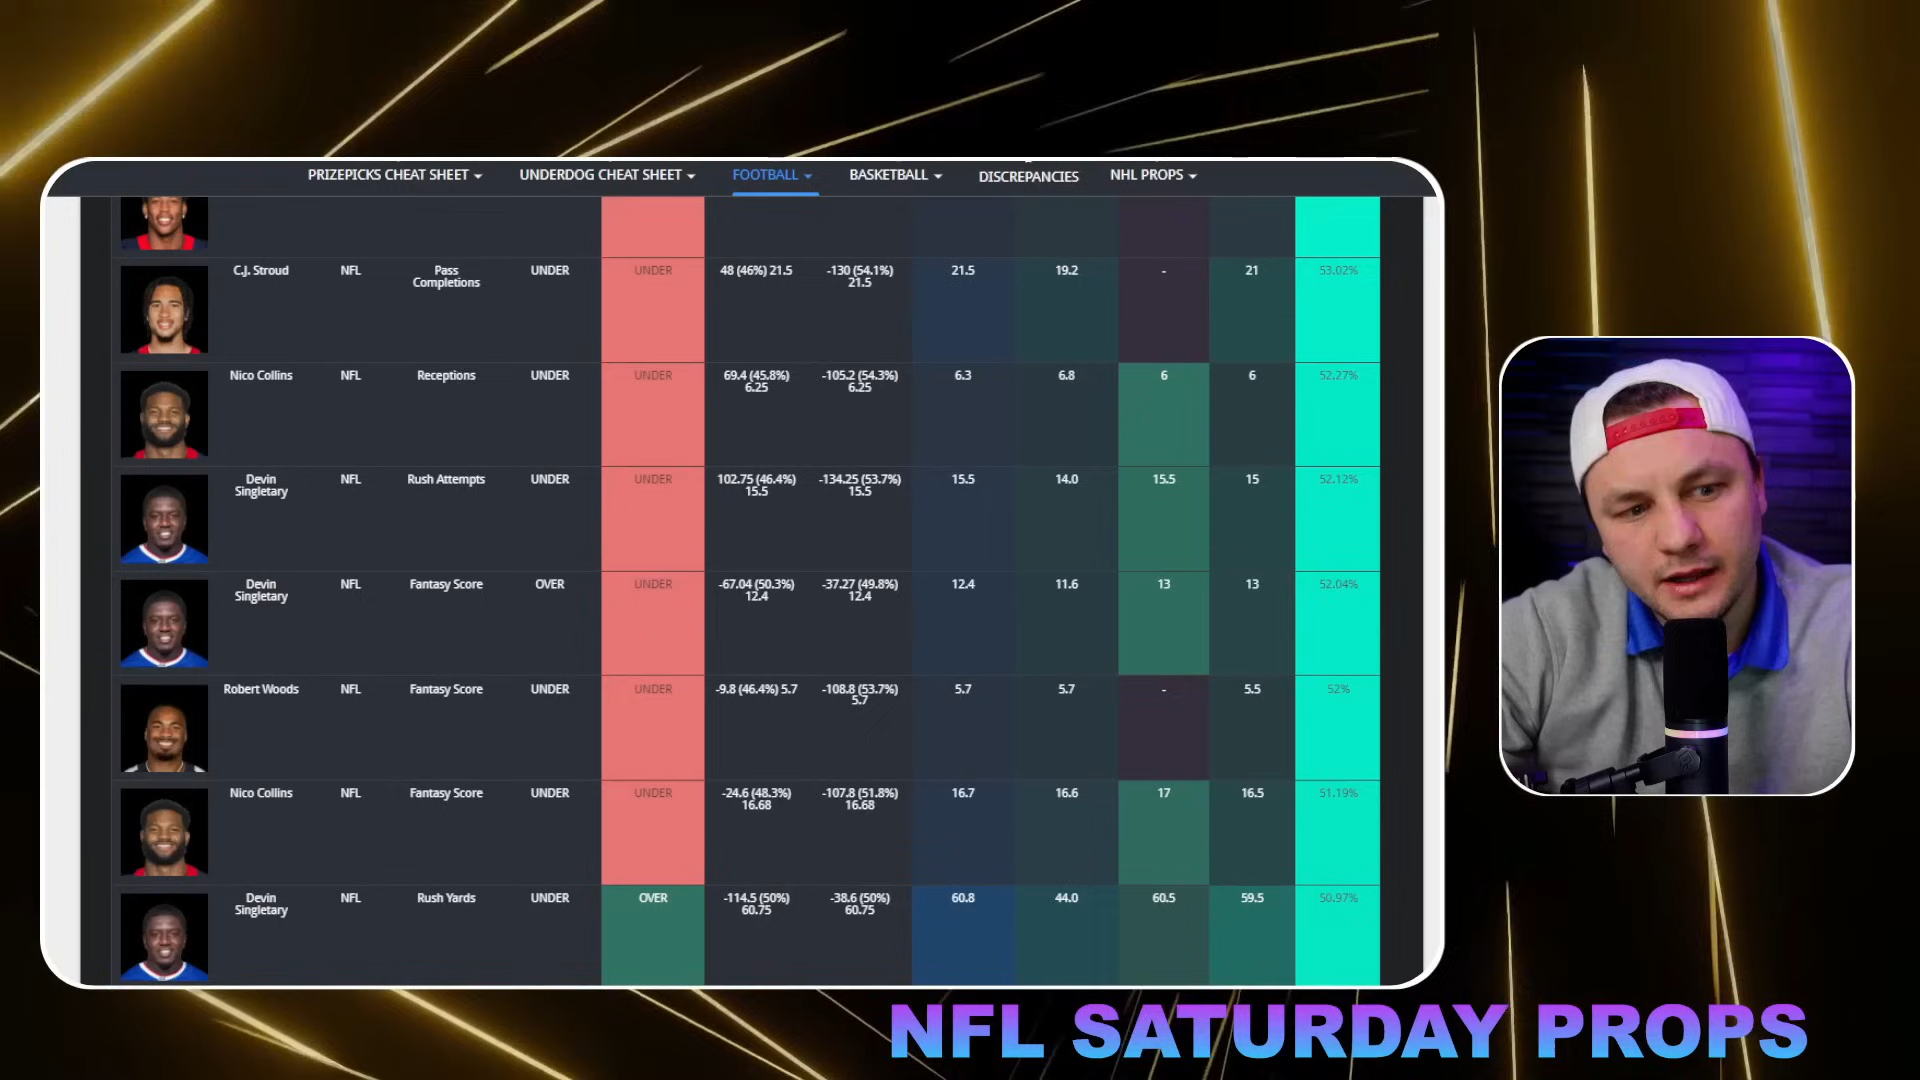 PRIZEPICKS CHEAT SHEET
UNDERDOG CHEAT SHEET
FOOTBALL
BASKETBALL
DISCREPANCIES
NHL PROPS
C.J. Stroud NFL Pass Completions UNDER UNDER 48 (46%) 21.5 -130 (54.1%) 21.5 21.5 19.2 - 21 53.02%
Nico Collins NFL Receptions UNDER UNDER 69.4 (45.8%) 6.25 -105.2 (54.3%) 6.25 6.3 6.8 6 6 52.27%
Devin Singletary NFL Rush Attempts UNDER UNDER 102.75 (46.4%) 15.5 -134.25 (53.7%) 15.5 15.5 14.0 15.5 15 52.12%
Devin Singletary NFL Fantasy Score OVER UNDER -67.04 (50.3%) 12.4 -37.27 (49.8%) 12.4 12.4 11.6 13 13 52.04%
Robert Woods NFL Fantasy Score UNDER UNDER -9.8 (46.4%) 5.7 -108.8 (53.7%) 5.7 5.7 5.7 - 5.5 52%
Nico Collins NFL Fantasy Score UNDER UNDER -24.6 (48.3%) 16.68 -107.8 (51.8%) 16.68 16.7 16.6 17 16.5 51.19%
Devin Singletary NFL Rush Yards UNDER OVER -114.5 (50%) 60.75 -38.6 (50%) 60.75 60.8 44.0 60.5 59.5 50.97%
NFL SATURDAY PROPS